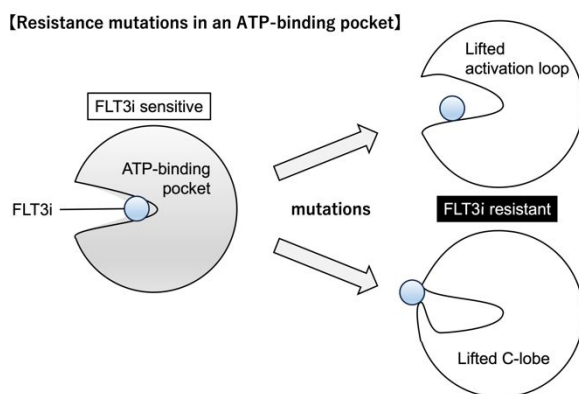 【Resistance mutations in an ATP-binding pocket】
FLT3i sensitive
ATP-binding
pocket
FLT3i
mutations
Lifted
activation loop
FLT3i resistant
Lifted C-lobe